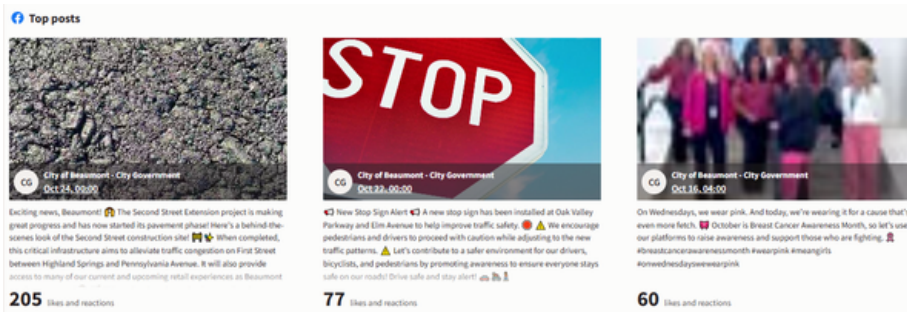 Top posts
STOP
CG
City of Beaumont - City Government
Oct 24, 00:00
Exciting news, Beaumont! The Second Street Extension project is making
great progress and has now started its pavement phase! Here's a behind-the-
scenes look of the Second Street construction site! When completed,
this critical infrastructure aims to alleviate traffic congestion on First Street
between Highland Springs and Pennsylvania Avenue. It will also provide
access to many of our current and upcoming retail experiences as Beaumont
205 likes and reactions
CG
City of Beaumont - City Government
Oct 22, 00:00
New Stop Sign Alert A new stop sign has been installed at Oak Valley
Parkway and Elm Avenue to help improve traffic safety. We encourage
pedestrians and drivers to proceed with caution while adjusting to the new
traffic patterns. Let's contribute to a safer environment for our drivers,
bicyclists, and pedestrians by promoting awareness to ensure everyone stays
safe on our roads! Drive safe and stay alert!
77 likes and reactions
CG
City of Beaumont - City Government
Oct 16, 04:00
On Wednesdays, we wear pink. And today, we're wearing it for a cause that's
even more fetch. October is Breast Cancer Awareness Month, so let's use
our platforms to raise awareness and support those who are fighting.
#breastcancerawarenessmonth #wearpink #meangirls
#onwednesdayswewearpink
60 likes and reactions